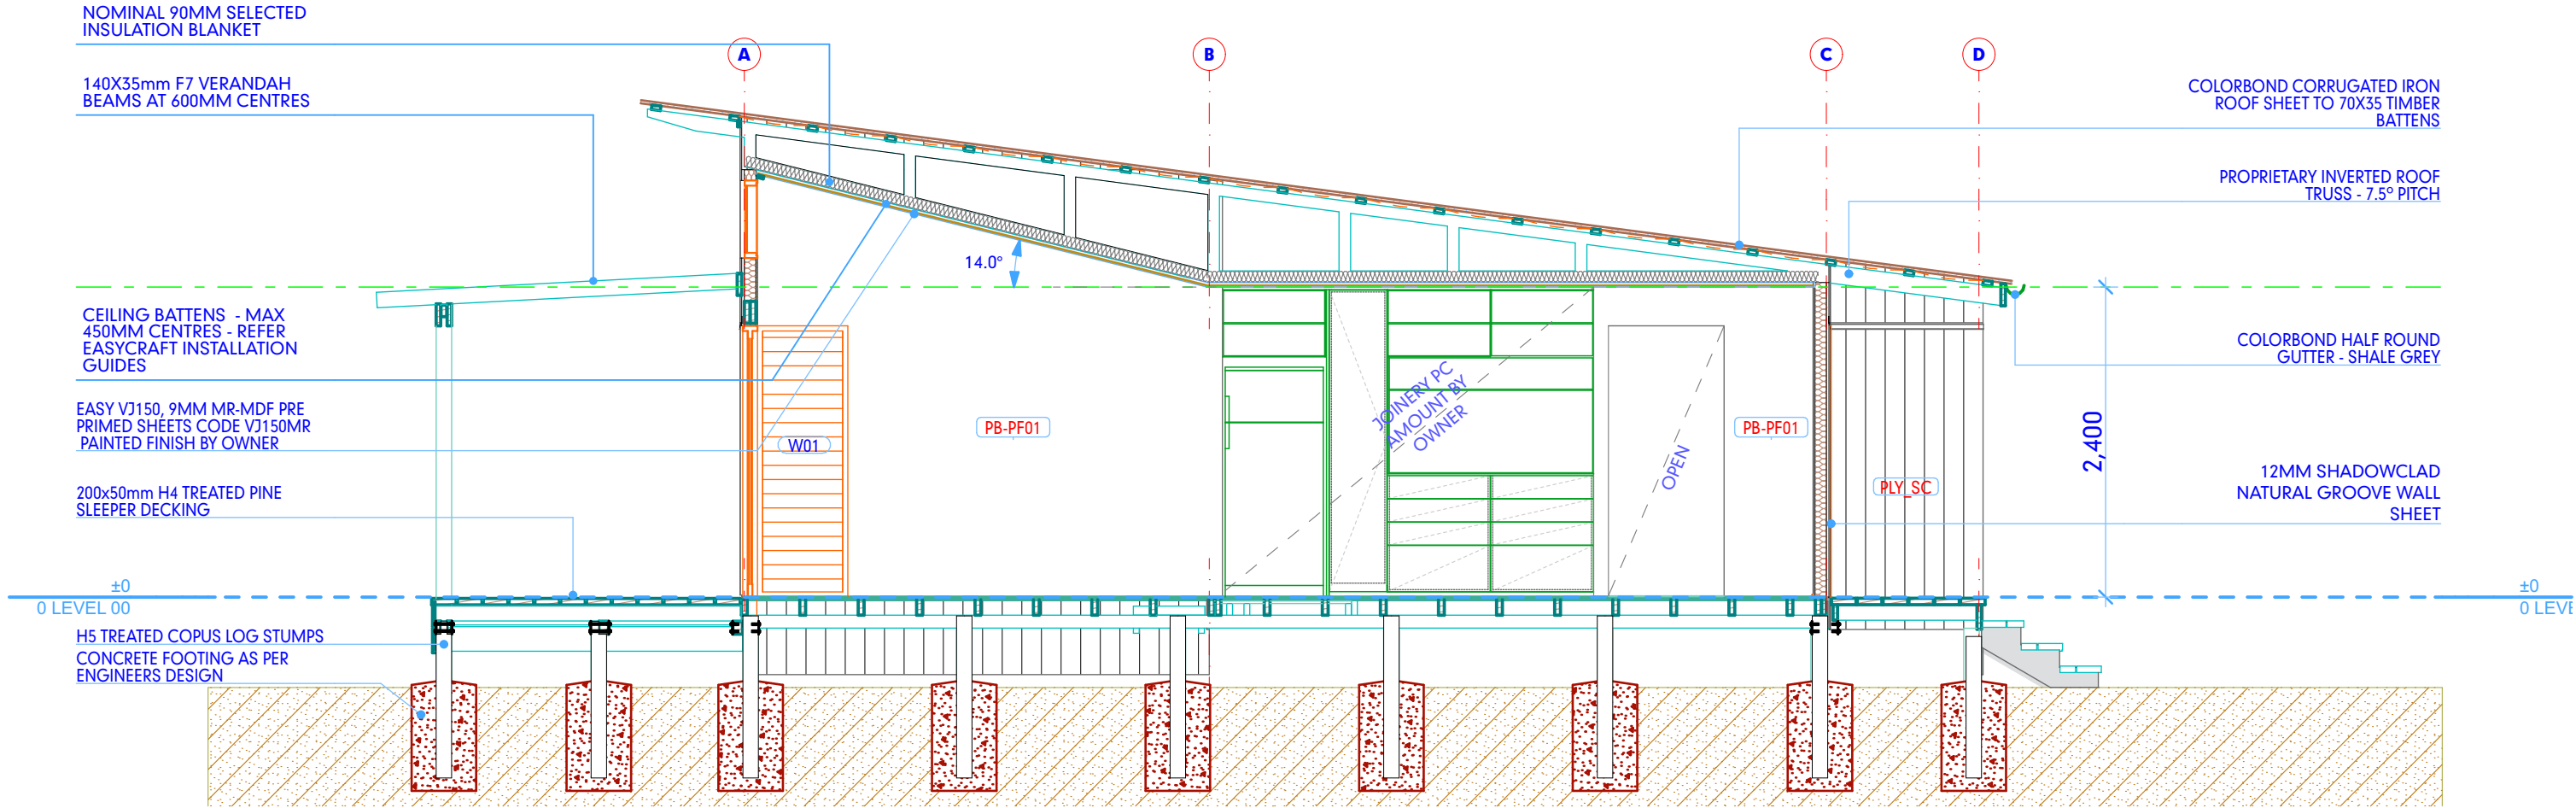 NOMINAL 90MM SELECTED
INSULATION BLANKET
140X35mm F7 VERANDAH
BEAMS AT 600MM CENTRES
CEILING BATTENS - MAX
450MM CENTRES - REFER
EASYCRAFT INSTALLATION
GUIDES
EASY VJ150, 9MM MR-MDF PRE
PRIMED SHEETS CODE VJ150MR
PAINTED FINISH BY OWNER
200x50mm H4 TREATED PINE
SLEEPER DECKING
±0
0 LEVEL 00
H5 TREATED COPUS LOG STUMPS
CONCRETE FOOTING AS PER
ENGINEERS DESIGN
A
B
C
D
14.0°
W01
PB-PF01
JOINERY PC
AMOUNT BY
OWNER
OPEN
PB-PF01
PLY_SC
2,400
COLORBOND CORRUGATED IRON
ROOF SHEET TO 70X35 TIMBER
BATTENS
PROPRIETARY INVERTED ROOF
TRUSS - 7.5° PITCH
COLORBOND HALF ROUND
GUTTER - SHALE GREY
12MM SHADOWCLAD
NATURAL GROOVE WALL
SHEET
±0
0 LEVE